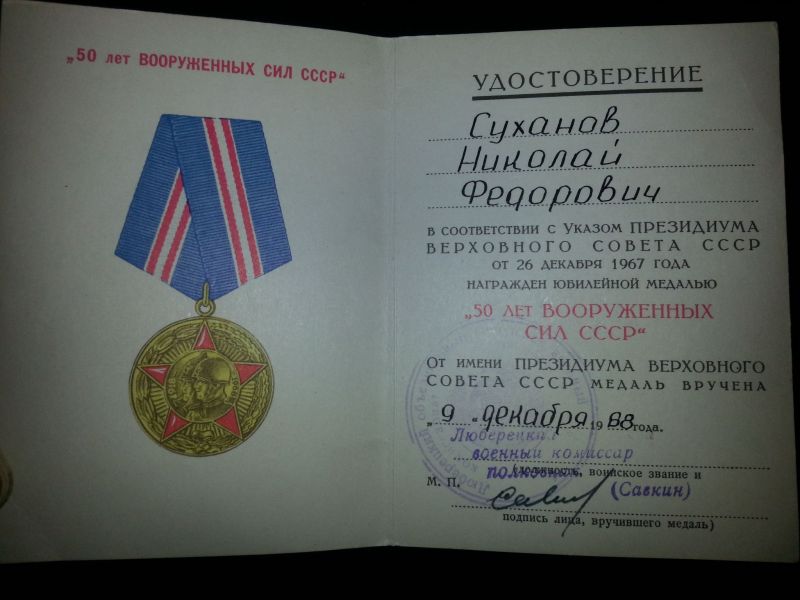 „50 лет ВООРУЖЕННЫХ СИЛ СССР“
УДОСТОВЕРЕНИЕ
Суханов
Николай
Федорович
В СООТВЕТСТВИИ С УКАЗОМ ПРЕЗИДИУМА
ВЕРХОВНОГО СОВЕТА СССР
ОТ 26 ДЕКАБРЯ 1967 ГОДА
НАГРАЖДЕН ЮБИЛЕЙНОЙ МЕДАЛЬЮ
„50 ЛЕТ ВООРУЖЕННЫХ
СИЛ СССР“
ОТ ИМЕНИ ПРЕЗИДИУМА ВЕРХОВНОГО
СОВЕТА СССР МЕДАЛЬ ВРУЧЕНА
„9 „ декабря 1968 года.
Люберецкий
военный комиссар
полковник
(должность, воинское звание и
М. П.
(Савкин)
подпись лица, вручившего медаль)